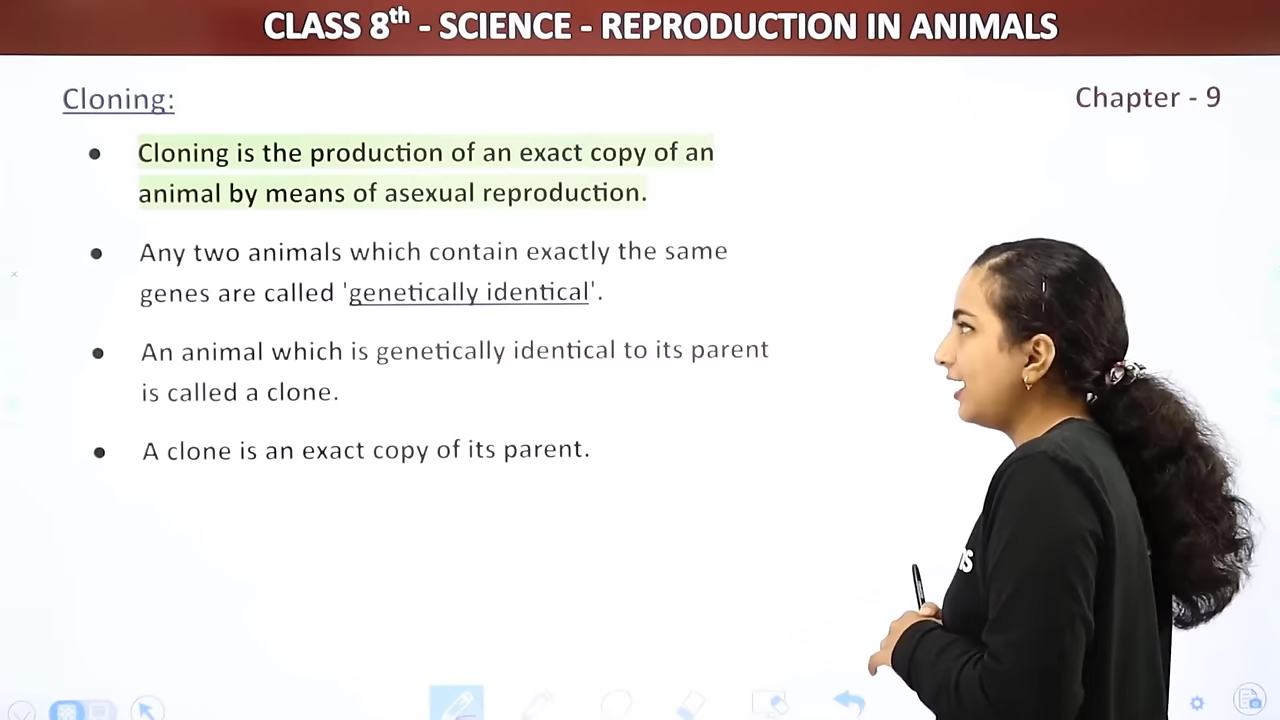 CLASS 8th - SCIENCE - REPRODUCTION IN ANIMALS
Cloning:
Chapter - 9
• Cloning is the production of an exact copy of an
animal by means of asexual reproduction.
• Any two animals which contain exactly the same
genes are called 'genetically identical'.
• An animal which is genetically identical to its parent
is called a clone.
• A clone is an exact copy of its parent.